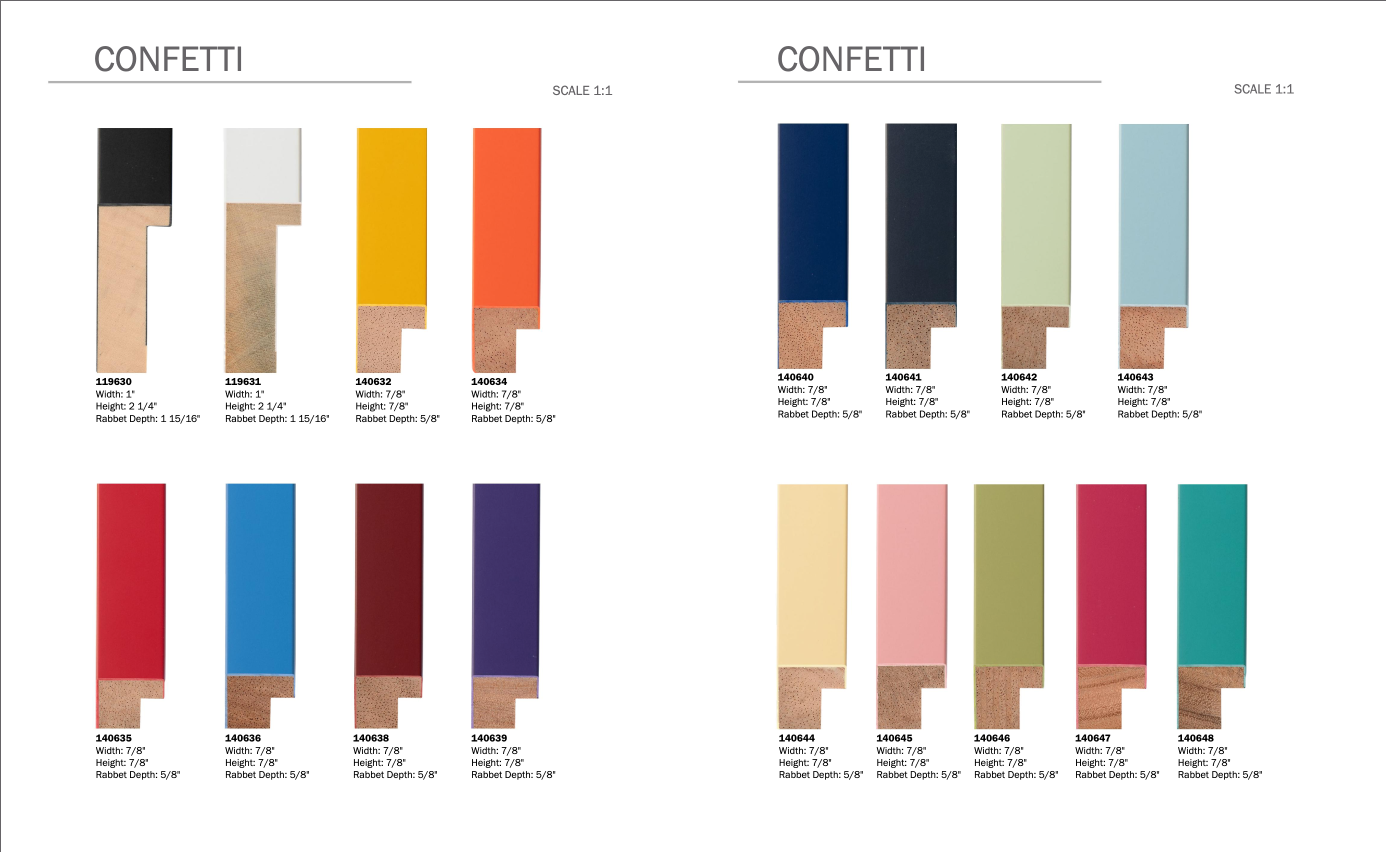 CONFETTI
SCALE 1:1
119630
Width: 1"
Height: 2 1/4"
Rabbet Depth: 1 15/16"
119631
Width: 1"
Height: 2 1/4"
Rabbet Depth: 1 15/16"
140632
Width: 7/8"
Height: 7/8"
Rabbet Depth: 5/8"
140634
Width: 7/8"
Height: 7/8"
Rabbet Depth: 5/8"
140635
Width: 7/8"
Height: 7/8"
Rabbet Depth: 5/8"
140636
Width: 7/8"
Height: 7/8"
Rabbet Depth: 5/8"
140638
Width: 7/8"
Height: 7/8"
Rabbet Depth: 5/8"
140639
Width: 7/8"
Height: 7/8"
Rabbet Depth: 5/8"
CONFETTI
SCALE 1:1
140640
Width: 7/8"
Height: 7/8"
Rabbet Depth: 5/8"
140641
Width: 7/8"
Height: 7/8"
Rabbet Depth: 5/8"
140642
Width: 7/8"
Height: 7/8"
Rabbet Depth: 5/8"
140643
Width: 7/8"
Height: 7/8"
Rabbet Depth: 5/8"
140644
Width: 7/8"
Height: 7/8"
Rabbet Depth: 5/8"
140645
Width: 7/8"
Height: 7/8"
Rabbet Depth: 5/8"
140646
Width: 7/8"
Height: 7/8"
Rabbet Depth: 5/8"
140647
Width: 7/8"
Height: 7/8"
Rabbet Depth: 5/8"
140648
Width: 7/8"
Height: 7/8"
Rabbet Depth: 5/8"